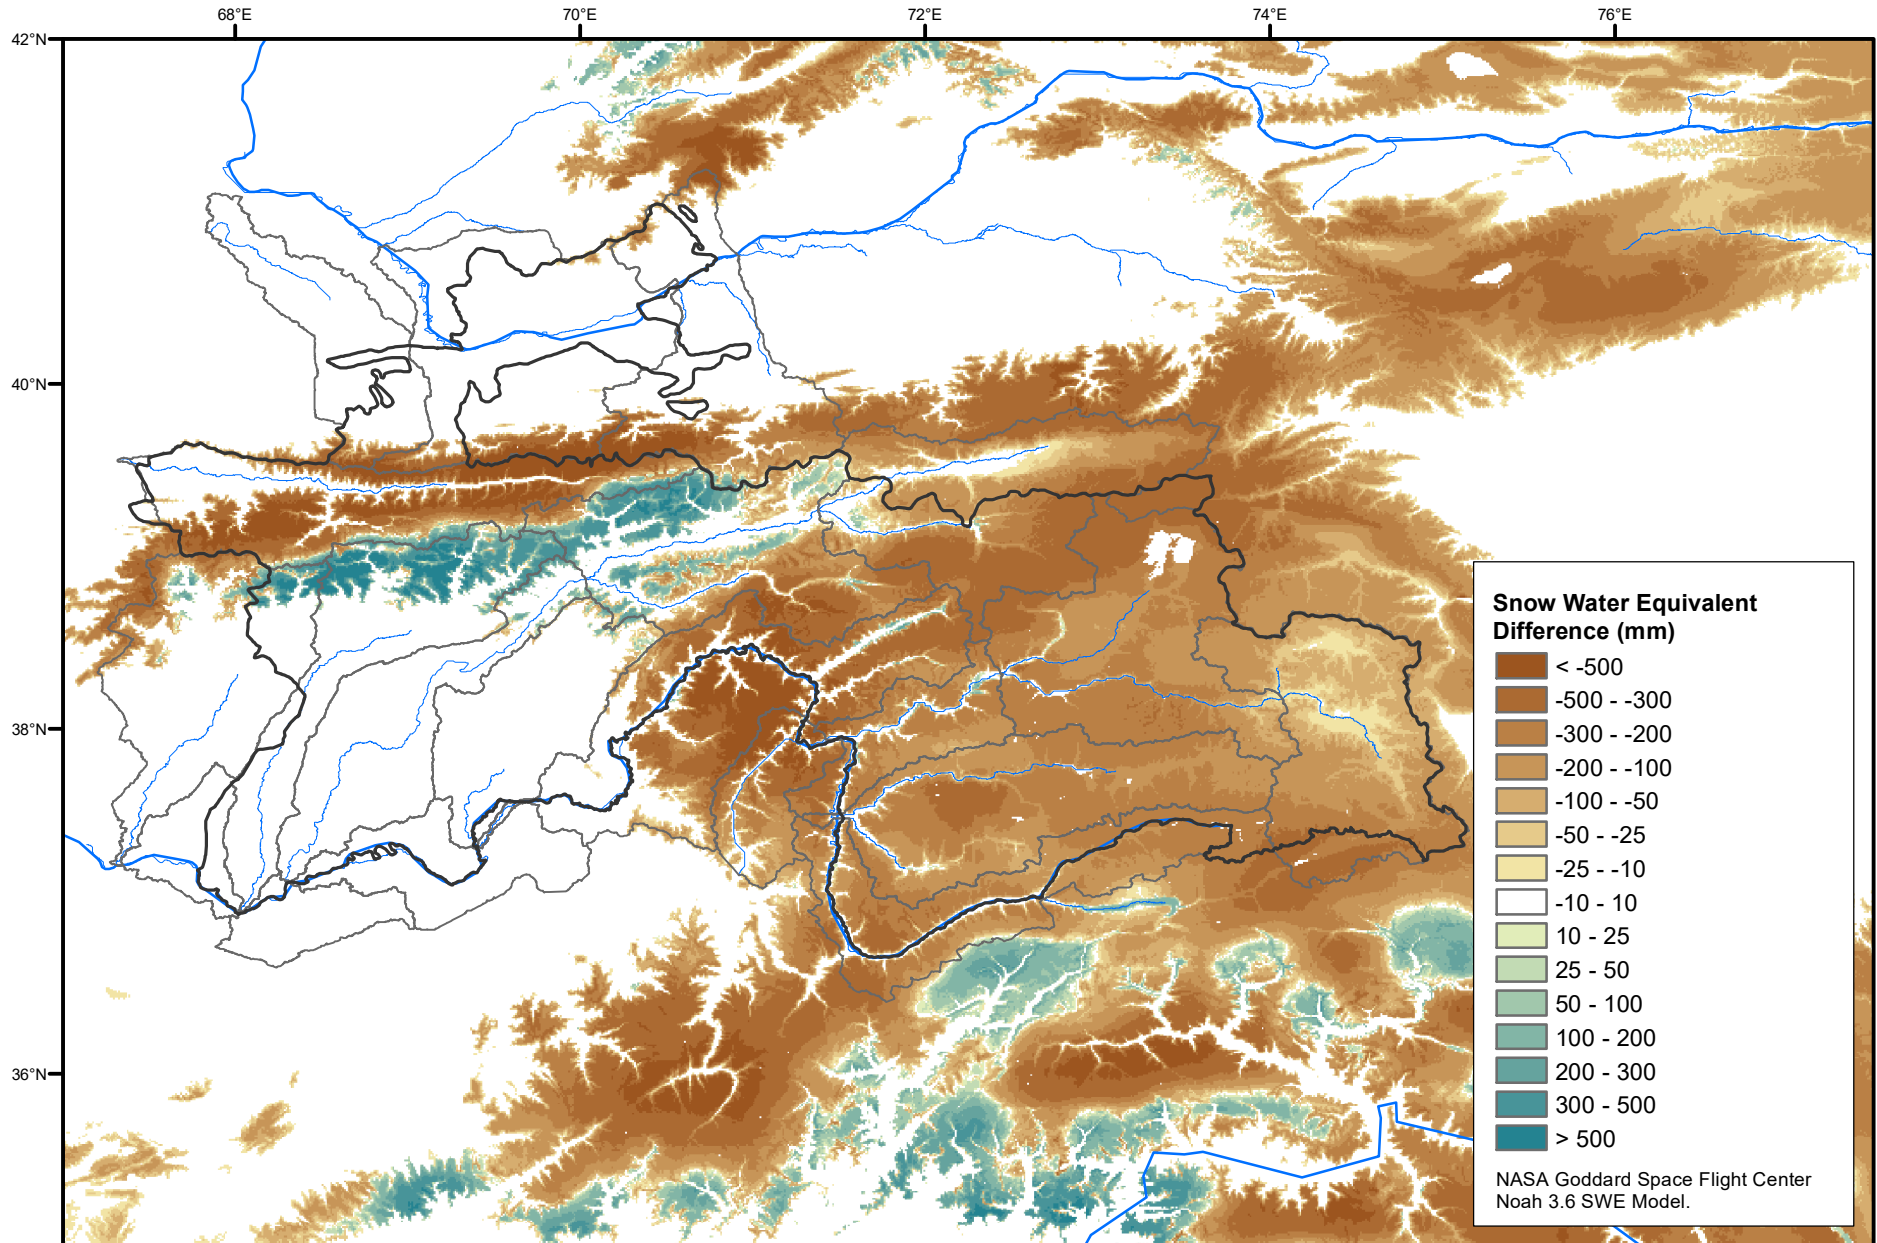 68°E
70°E
72°E
74°E
76°E
42°N
40°N
38°N
36°N
Snow Water Equivalent
Difference (mm)
< -500
-500 - -300
-300 - -200
-200 - -100
-100 - -50
-50 - -25
-25 - -10
-10 - 10
10 - 25
25 - 50
50 - 100
100 - 200
200 - 300
300 - 500
> 500
NASA Goddard Space Flight Center
Noah 3.6 SWE Model.